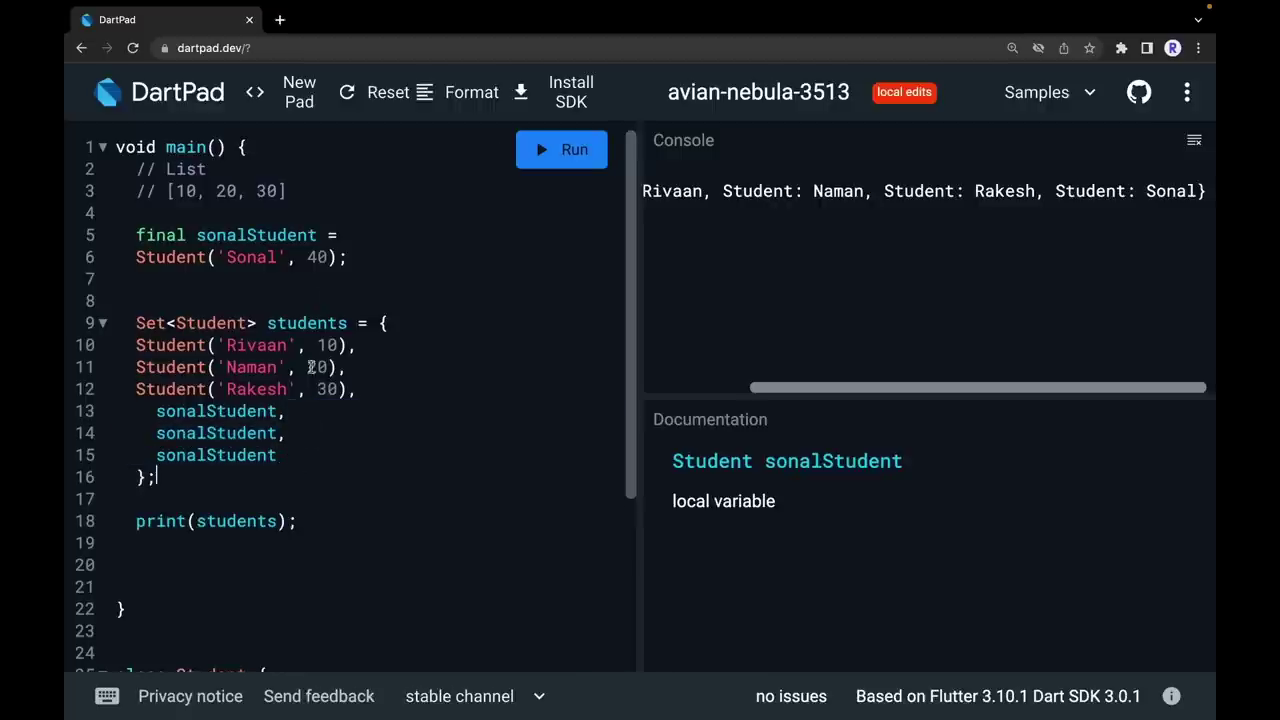 DartPad
dartpad.dev/?
R
DartPad
<>
New Pad
Reset
Format
Install SDK
avian-nebula-3513
local edits
Samples
Run
1 void main() {
2 // List
3 // [10, 20, 30]
4
5 final sonalStudent =
6 Student('Sonal', 40);
7
8
9 Set<Student> students = {
10 Student('Rivaan', 10),
11 Student('Naman', 20),
12 Student('Rakesh', 30),
13 sonalStudent,
14 sonalStudent,
15 sonalStudent
16 };
17
18 print(students);
19
20
21
22 }
23
24
Console
Rivaan, Student: Naman, Student: Rakesh, Student: Sonal}
Documentation
Student sonalStudent
local variable
Privacy notice
Send feedback
stable channel
no issues
Based on Flutter 3.10.1 Dart SDK 3.0.1